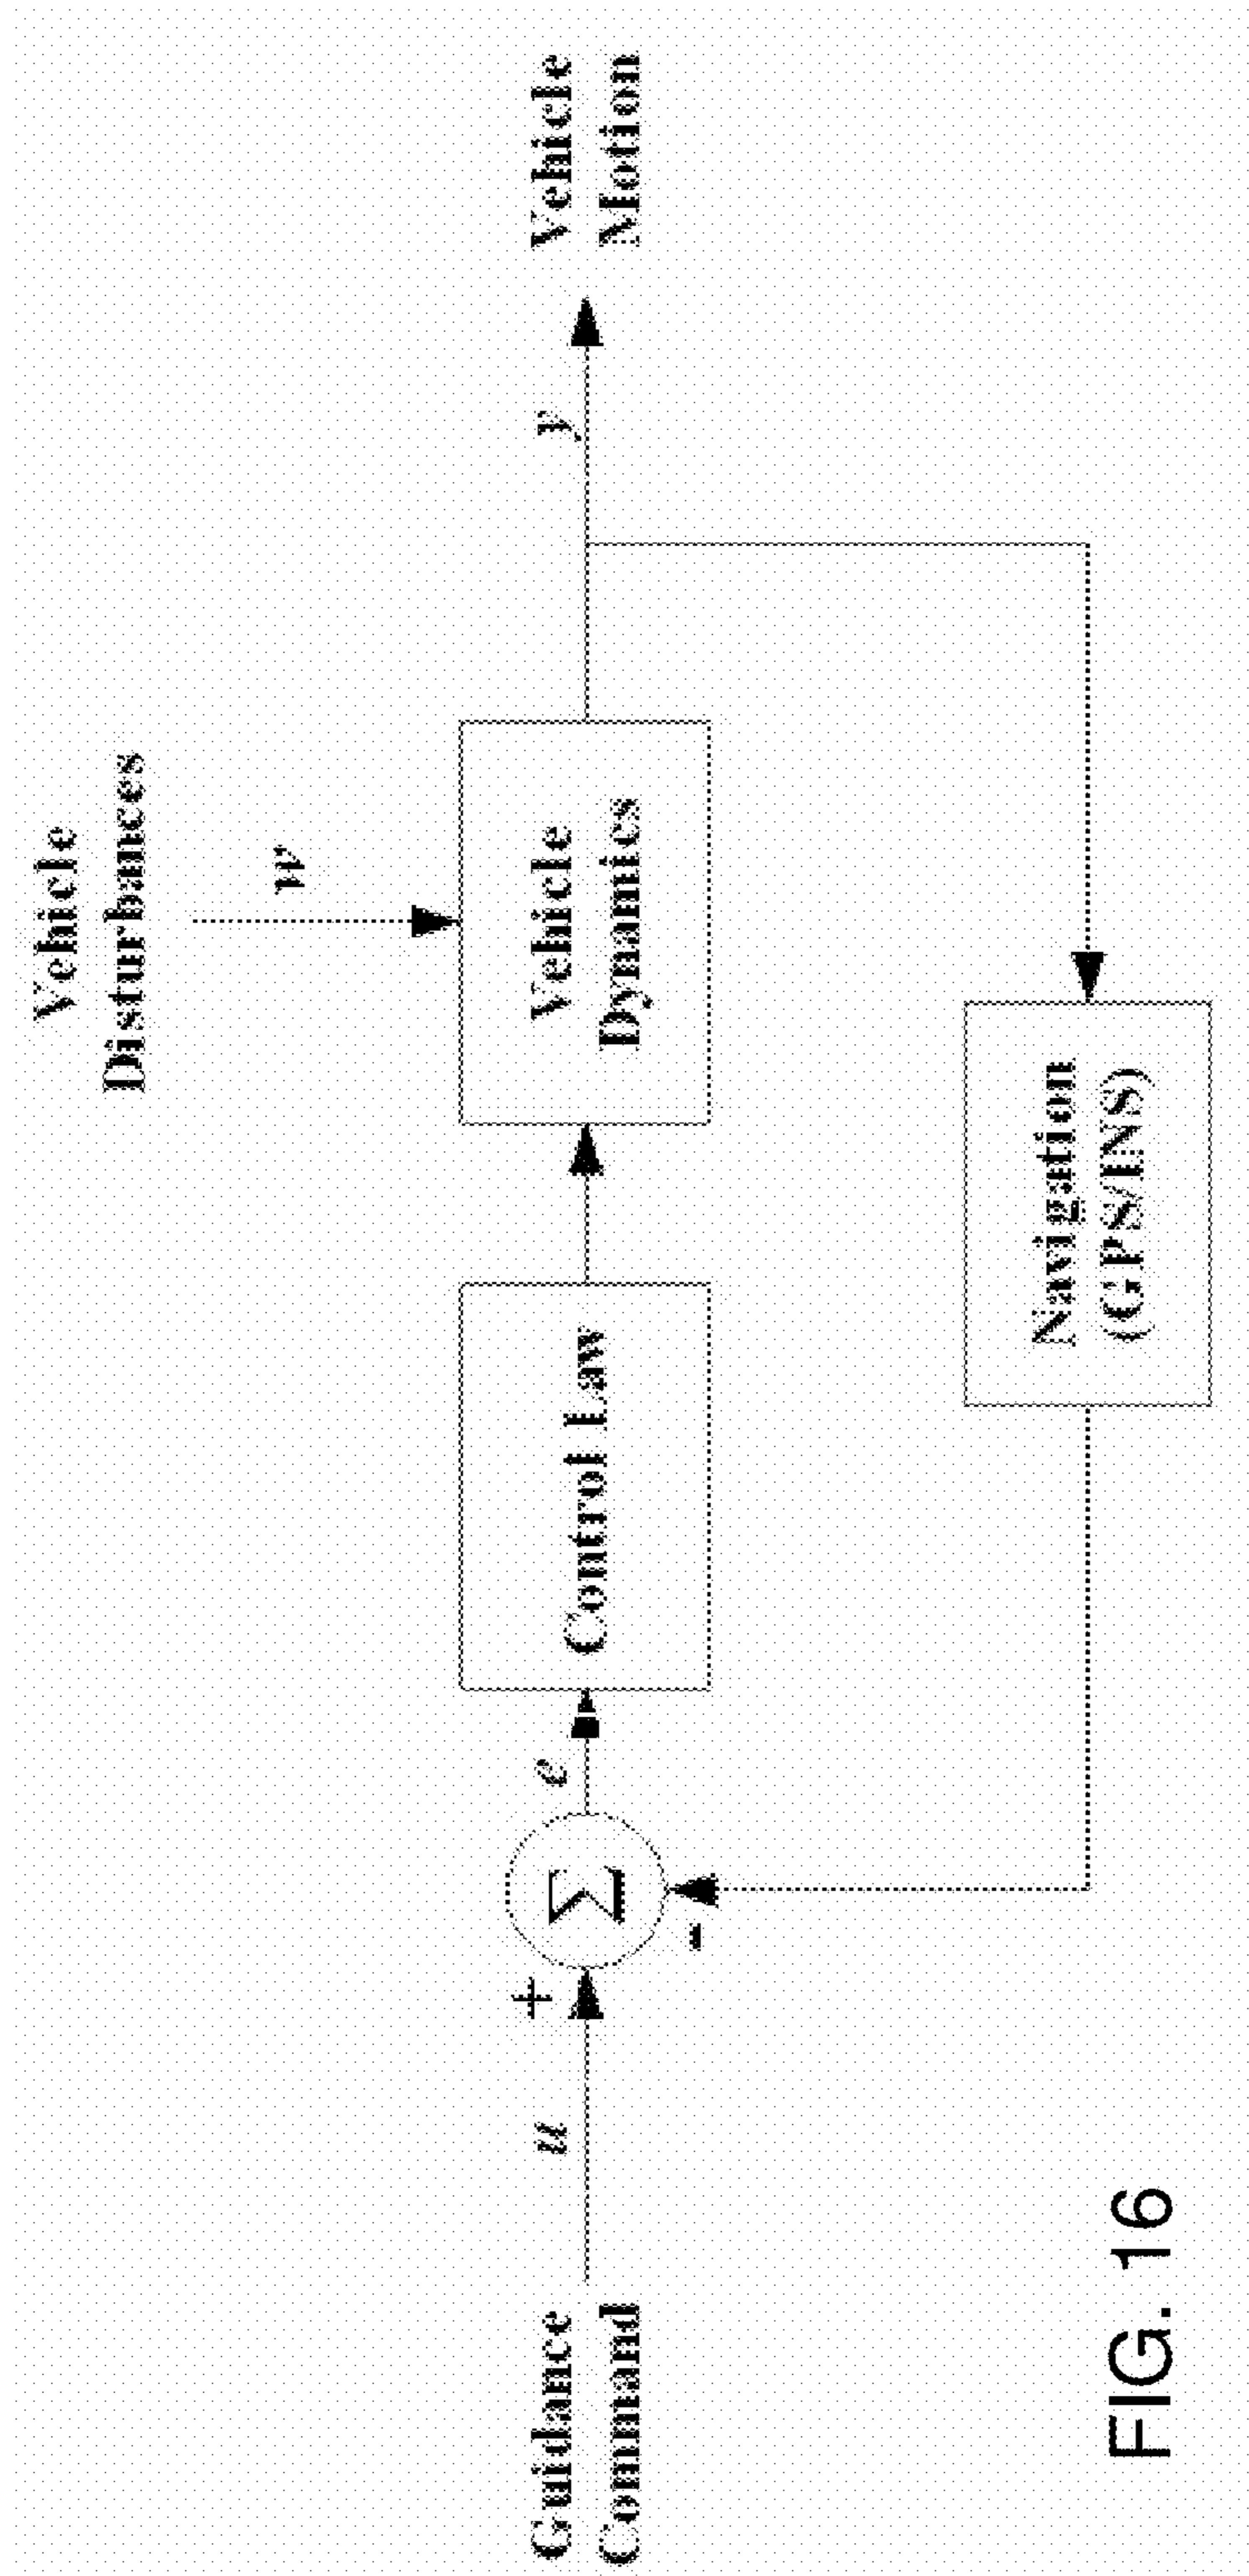 Vehicle
Disturbances
w
Guidance
Command
u
+
-
Σ
e
Control Law
Vehicle
Dynamics
y
Vehicle
Motion
Navigation
(GPS/INS)
FIG. 16